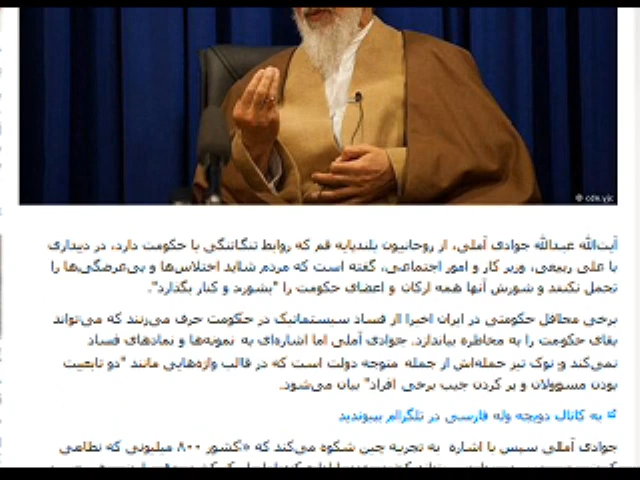 © cdn.yjc
آیت‌الله عبدالله جوادی آملی، از روحانیون بلندپایه قم که روابط تنگاتنگی با حکومت دارد، در دیداری
با علی ربیعی، وزیر کار و امور اجتماعی، گفته است که مردم شاید اختلاس‌ها و بی‌عرضگی‌ها را
تحمل نکنند و شورش آنها همه ارکان و اعضای حکومت را "بشورد و کنار بگذارد".
برخی محافل حکومتی در ایران اخیرا از فساد سیستماتیک در حکومت حرف می‌زنند که می‌تواند
بقای حکومت را به مخاطره بیاندازد. جوادی آملی اما اشاره‌ای به نمونه‌ها و نمادهای فساد
نمی‌کند و نوک تیز حمله‌اش از جمله متوجه دولت است که در قالب واژه‌هایی مانند "دو تابعیت
بودن مسوولان و پر کردن جیب برخی افراد" بیان می‌شود.
به کانال دویچه وله فارسی در تلگرام بپیوندید
جوادی آملی سپس با اشاره به تجربه چین شکوه می‌کند که «کشور ۸۰۰ میلیونی که نظامی